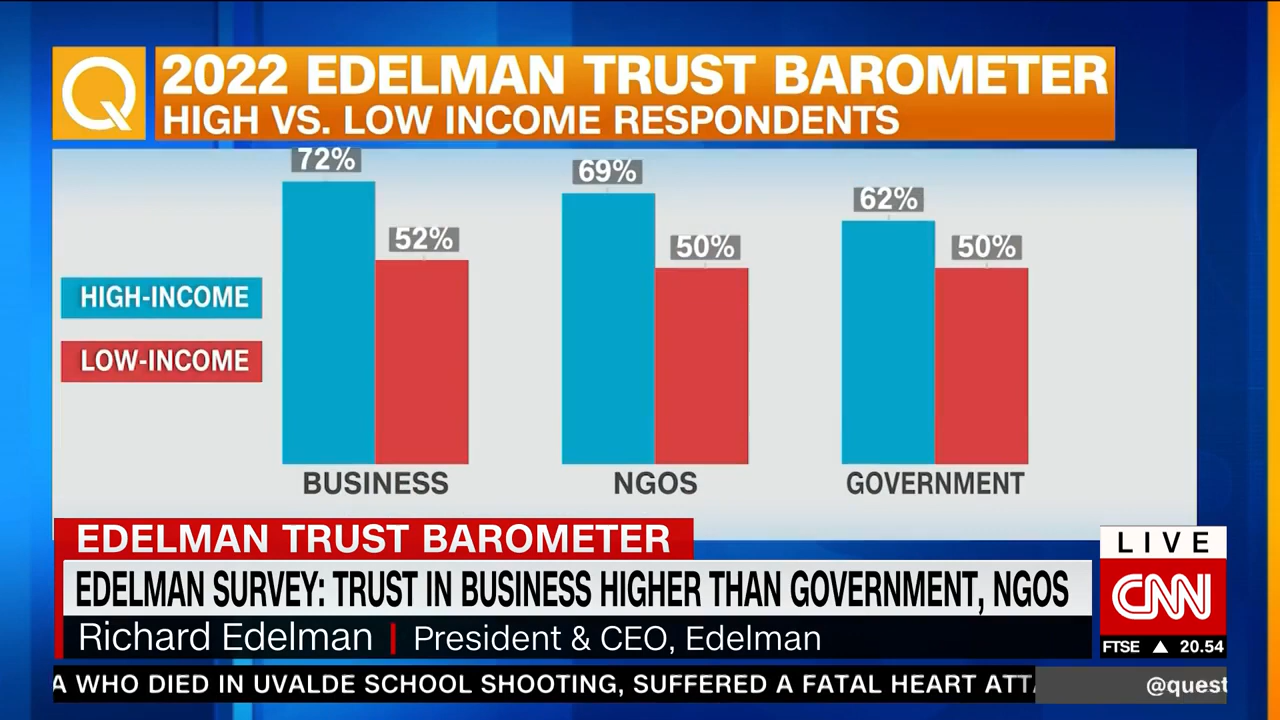 Q
2022 EDELMAN TRUST BAROMETER
HIGH VS. LOW INCOME RESPONDENTS
72%
52%
69%
50%
62%
50%
HIGH-INCOME
LOW-INCOME
BUSINESS
NGOS
GOVERNMENT
EDELMAN TRUST BAROMETER
EDELMAN SURVEY: TRUST IN BUSINESS HIGHER THAN GOVERNMENT, NGOS
Richard Edelman | President & CEO, Edelman
LIVE
CNN
FTSE ▲ 20.54
A WHO DIED IN UVALDE SCHOOL SHOOTING, SUFFERED A FATAL HEART ATTA
@quest